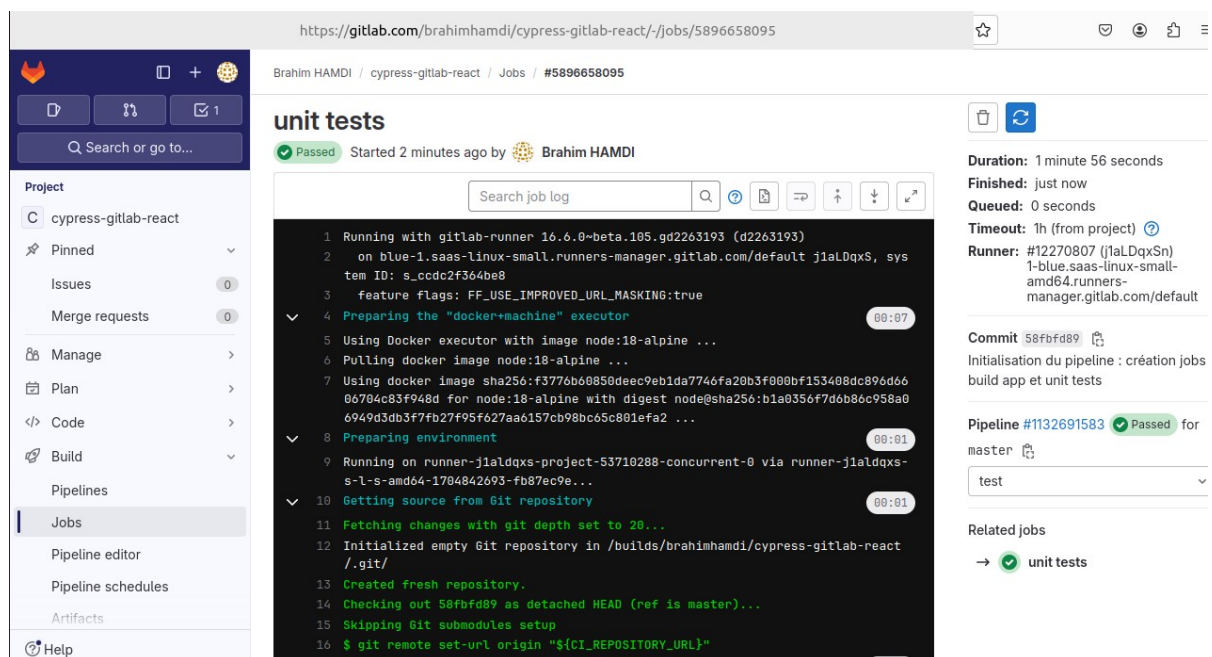 https://gitlab.com/brahimhamdi/cypress-gitlab-react/-/jobs/5896658095
1
Search or go to...
Project
C cypress-gitlab-react
Pinned
Issues 0
Merge requests 0
Manage
Plan
Code
Build
Pipelines
Jobs
Pipeline editor
Pipeline schedules
Artifacts
Help
Brahim HAMDI / cypress-gitlab-react / Jobs / #5896658095
unit tests
Passed Started 2 minutes ago by Brahim HAMDI
Search job log
1 Running with gitlab-runner 16.6.0~beta.105.gd2263193 (d2263193)
2 on blue-1.saas-linux-small.runners-manager.gitlab.com/default j1aLDqxS, sys
tem ID: s_ccdc2f364be8
3 feature flags: FF_USE_IMPROVED_URL_MASKING:true
4 Preparing the "docker+machine" executor 00:07
5 Using Docker executor with image node:18-alpine ...
6 Pulling docker image node:18-alpine ...
7 Using docker image sha256:f3776b60850deec9eb1da7746fa20b3f000bf153408dc896d66
06704c83f948d for node:18-alpine with digest node@sha256:b1a0356f7d6b86c958a0
6949d3db3f7fb27f95f627aa6157cb98bc65c801efa2 ...
8 Preparing environment 00:01
9 Running on runner-j1aldqxs-project-53710288-concurrent-0 via runner-j1aldqxs-
s-l-s-amd64-1704842693-fb87ec9e...
10 Getting source from Git repository 00:01
11 Fetching changes with git depth set to 20...
12 Initialized empty Git repository in /builds/brahimhamdi/cypress-gitlab-react
/.git/
13 Created fresh repository.
14 Checking out 58fbfd89 as detached HEAD (ref is master)...
15 Skipping Git submodules setup
16 $ git remote set-url origin "${CI_REPOSITORY_URL}"
Duration: 1 minute 56 seconds
Finished: just now
Queued: 0 seconds
Timeout: 1h (from project)
Runner: #12270807 (j1aLDqxSn)
1-blue.saas-linux-small-
amd64.runners-
manager.gitlab.com/default
Commit 58fbfd89
Initialisation du pipeline : création jobs
build app et unit tests
Pipeline #1132691583 Passed for
master
test
Related jobs
→ unit tests